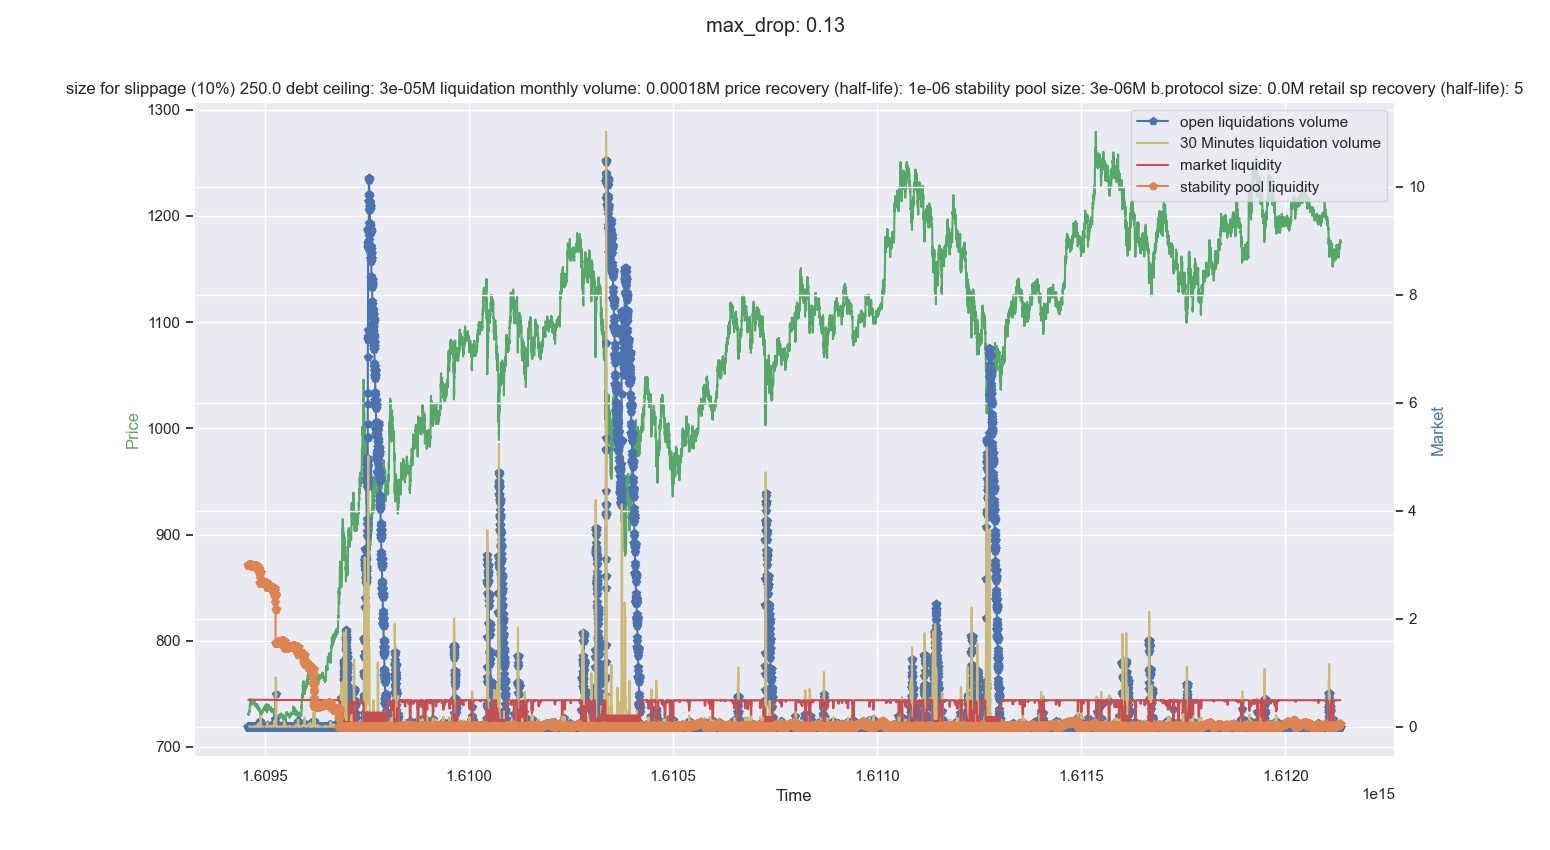 max_drop: 0.13
size for slippage (10%) 250.0 debt ceiling: 3e-05M liquidation monthly volume: 0.00018M price recovery (half-life): 1e-06 stability pool size: 3e-06M b.protocol size: 0.0M retail sp recovery (half-life): 5
open liquidations volume
30 Minutes liquidation volume
market liquidity
stability pool liquidity
1300
1200
1100
1000
900
800
700
Price
10
8
6
4
2
0
Market
1.6095 1.6100 1.6105 1.6110 1.6115 1.6120
Time
1e15